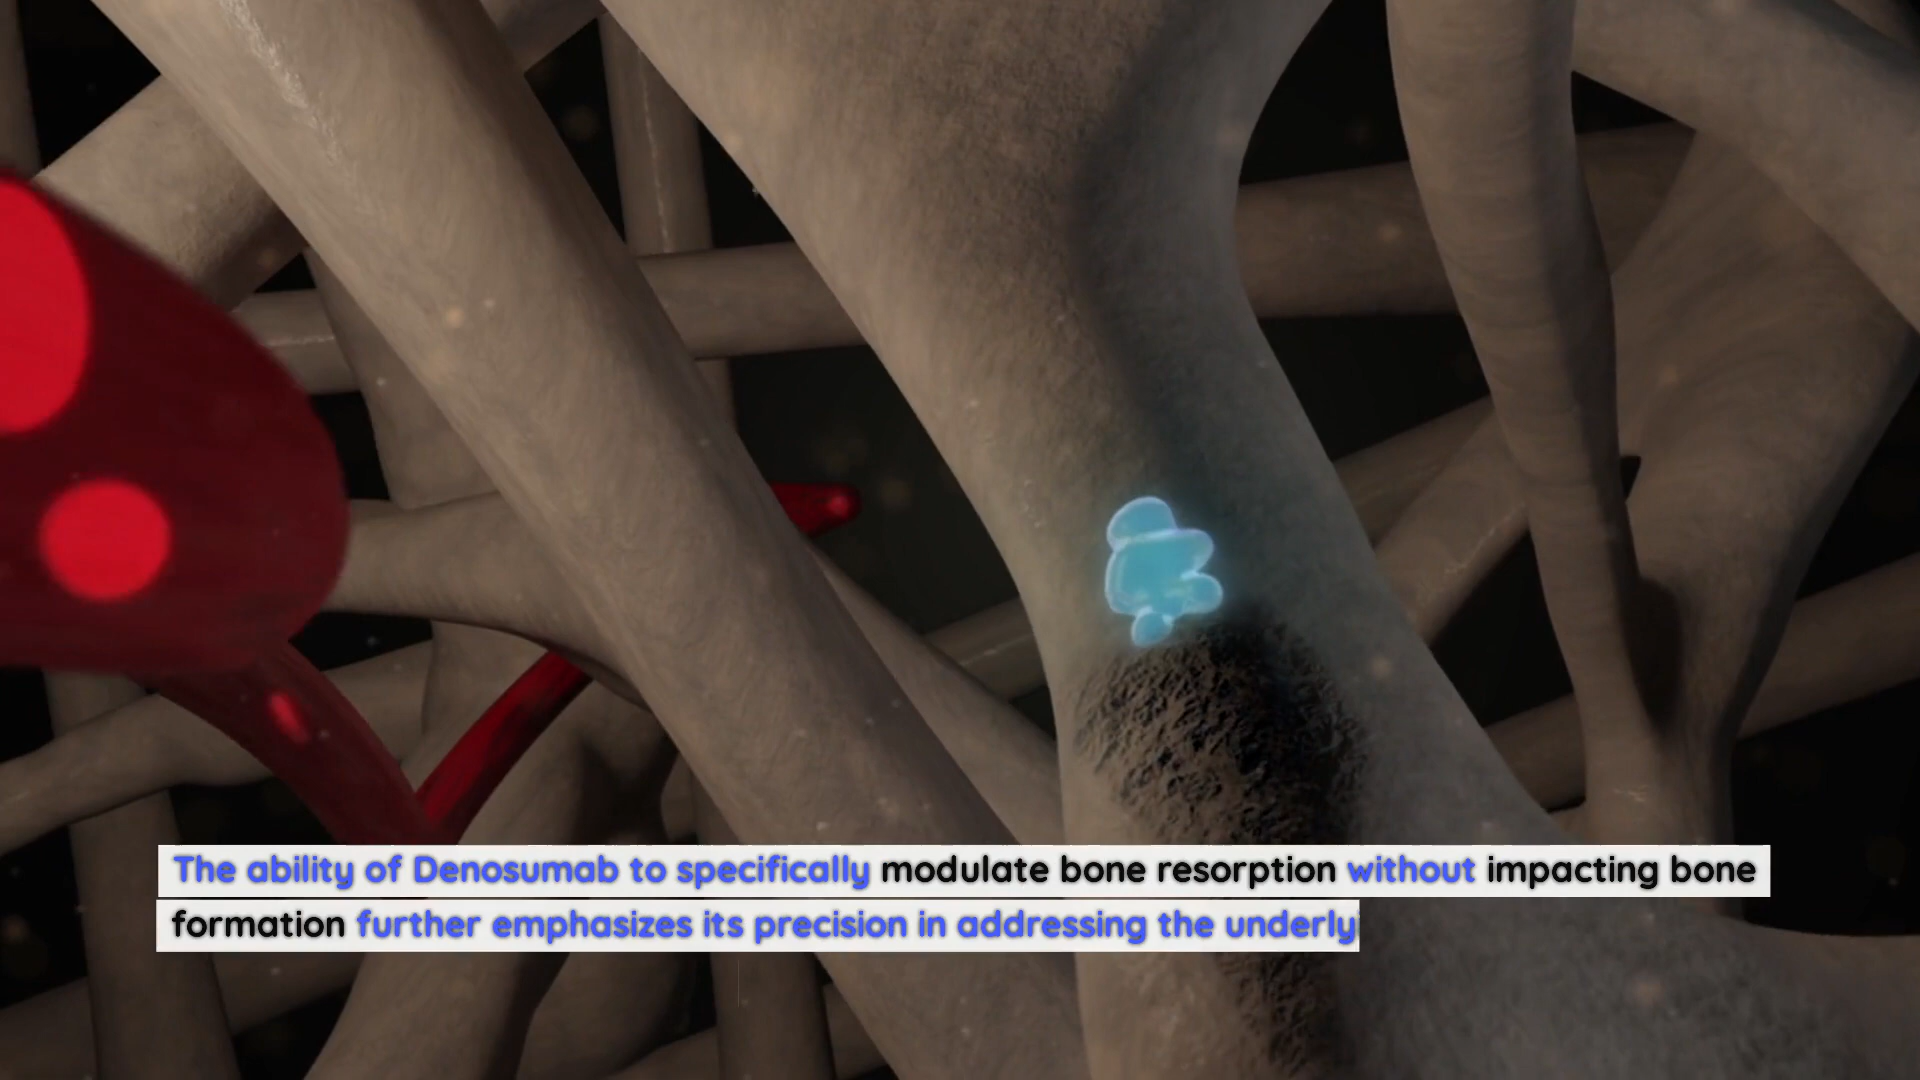 The ability of Denosumab to specifically modulate bone resorption without impacting bone
formation further emphasizes its precision in addressing the underly